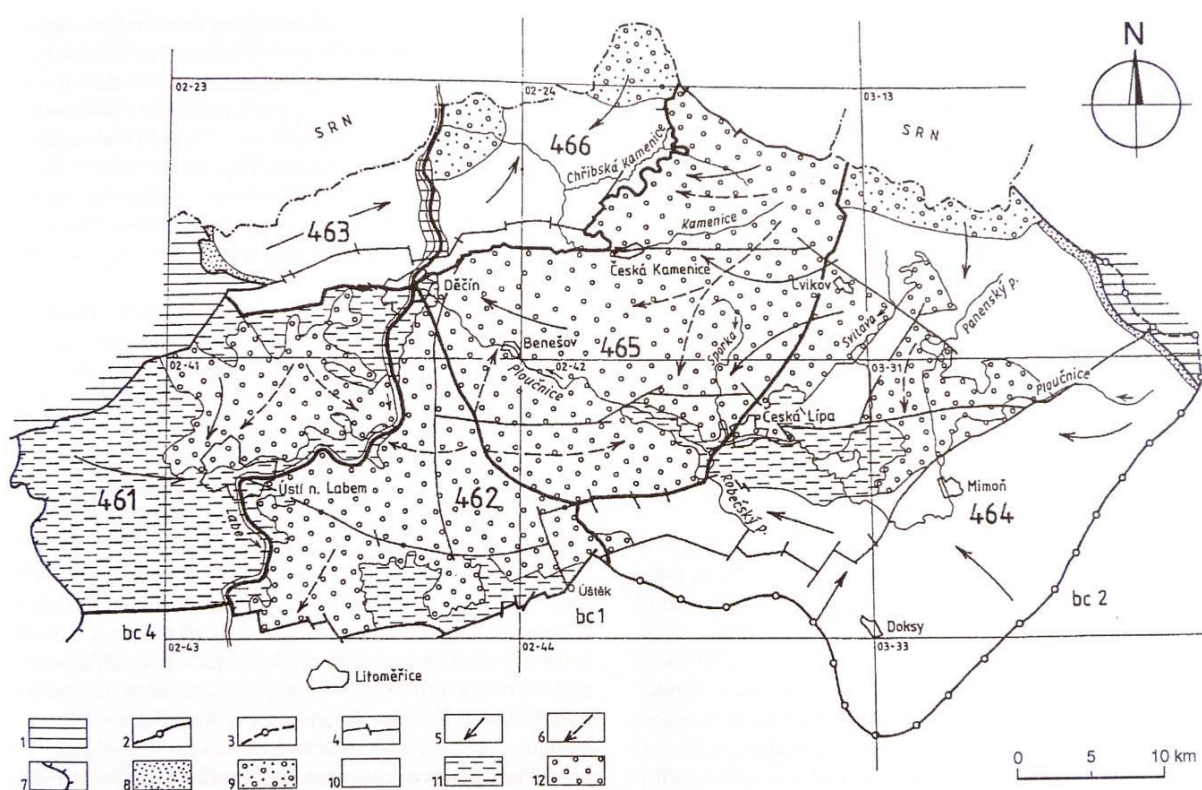 N
02-23
02-24
03-13
SRN
SRN
466
Chřibská Kamenice
463
Kamenice
Česká Kamenice
Děčín
Cvikov
Svitava
Panenský p.
Benešov
465
Sporka
02-41
02-42
03-31
Ploučnice
Ploučnice
Česká Lípa
461
Ústí n. Labem
462
Robečský p.
Mimoň
464
Labe
Úštěk
bc 4
bc 1
bc 2
Doksy
02-43
02-44
03-33
Litoměřice
1 2 3 4 5 6
7 8 9 10 11 12
0 5 10 km